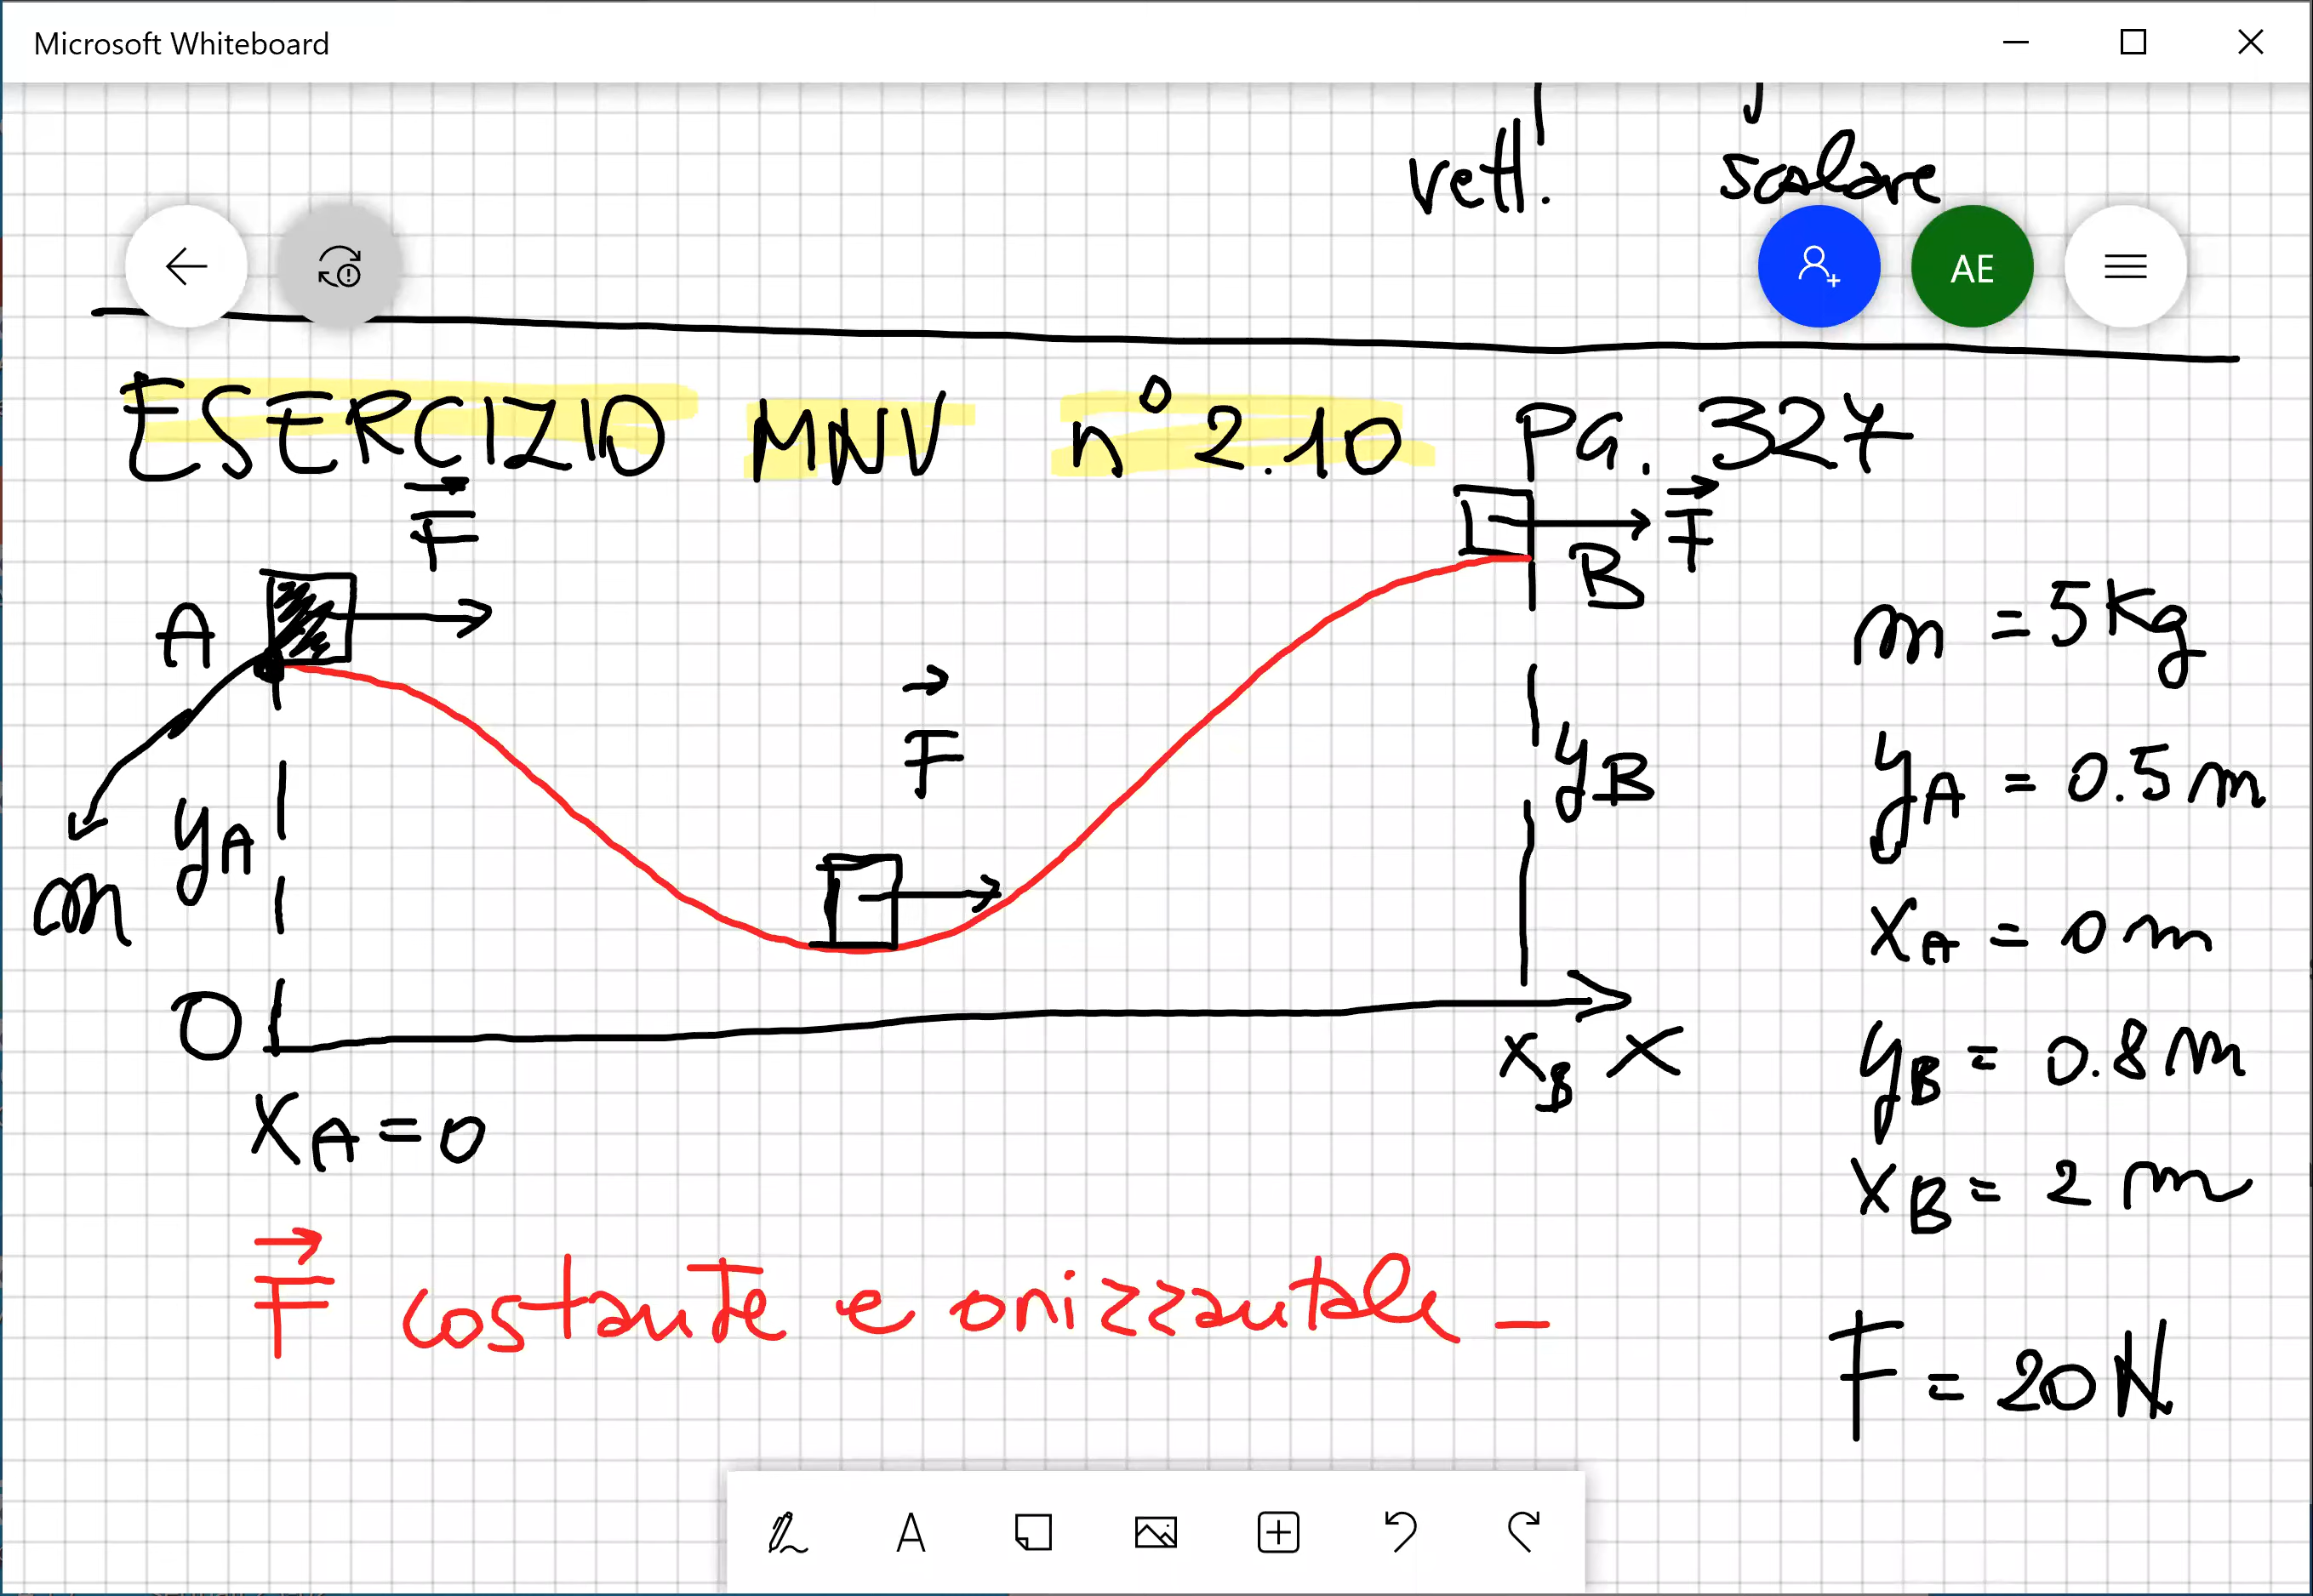 Microsoft Whiteboard
vett. scalare
AE
ESERCIZIO MNV n° 2.10 PG. 327
F
F
A
B
m = 5 Kg
F
yA
yB
yA = 0.5 m
m
xA = 0 m
O
xB x
yB = 0.8 m
xA = 0
xB = 2 m
F costante e orizzontale -
F = 20 N
A